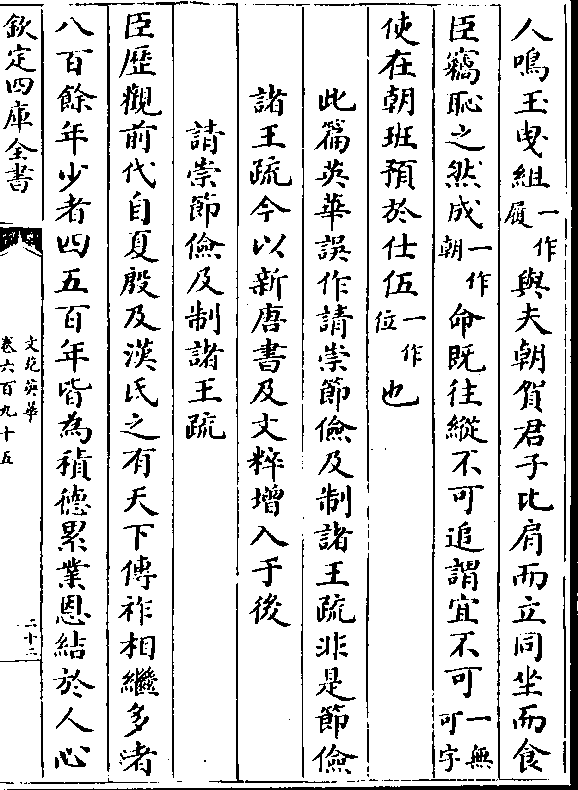 人鳴玉曳組一作履與夫朝賀君子比肩而立同坐而食
臣竊恥之然成一作朝命既往縱不可追謂宜不可一無可字
使在朝班預於仕伍一作位也
此篇英華誤作請崇節儉及制諸王疏非是節儉
諸王疏今以新唐書及文粹增入于後
請崇節儉及制諸王疏
臣歷觀前代自夏殷及漢氏之有天下傳祚相繼多者
八百餘年少者四五百年皆為積德累業恩結於人心
欽定四庫全書
文苑英華
卷六百九十五
二十二